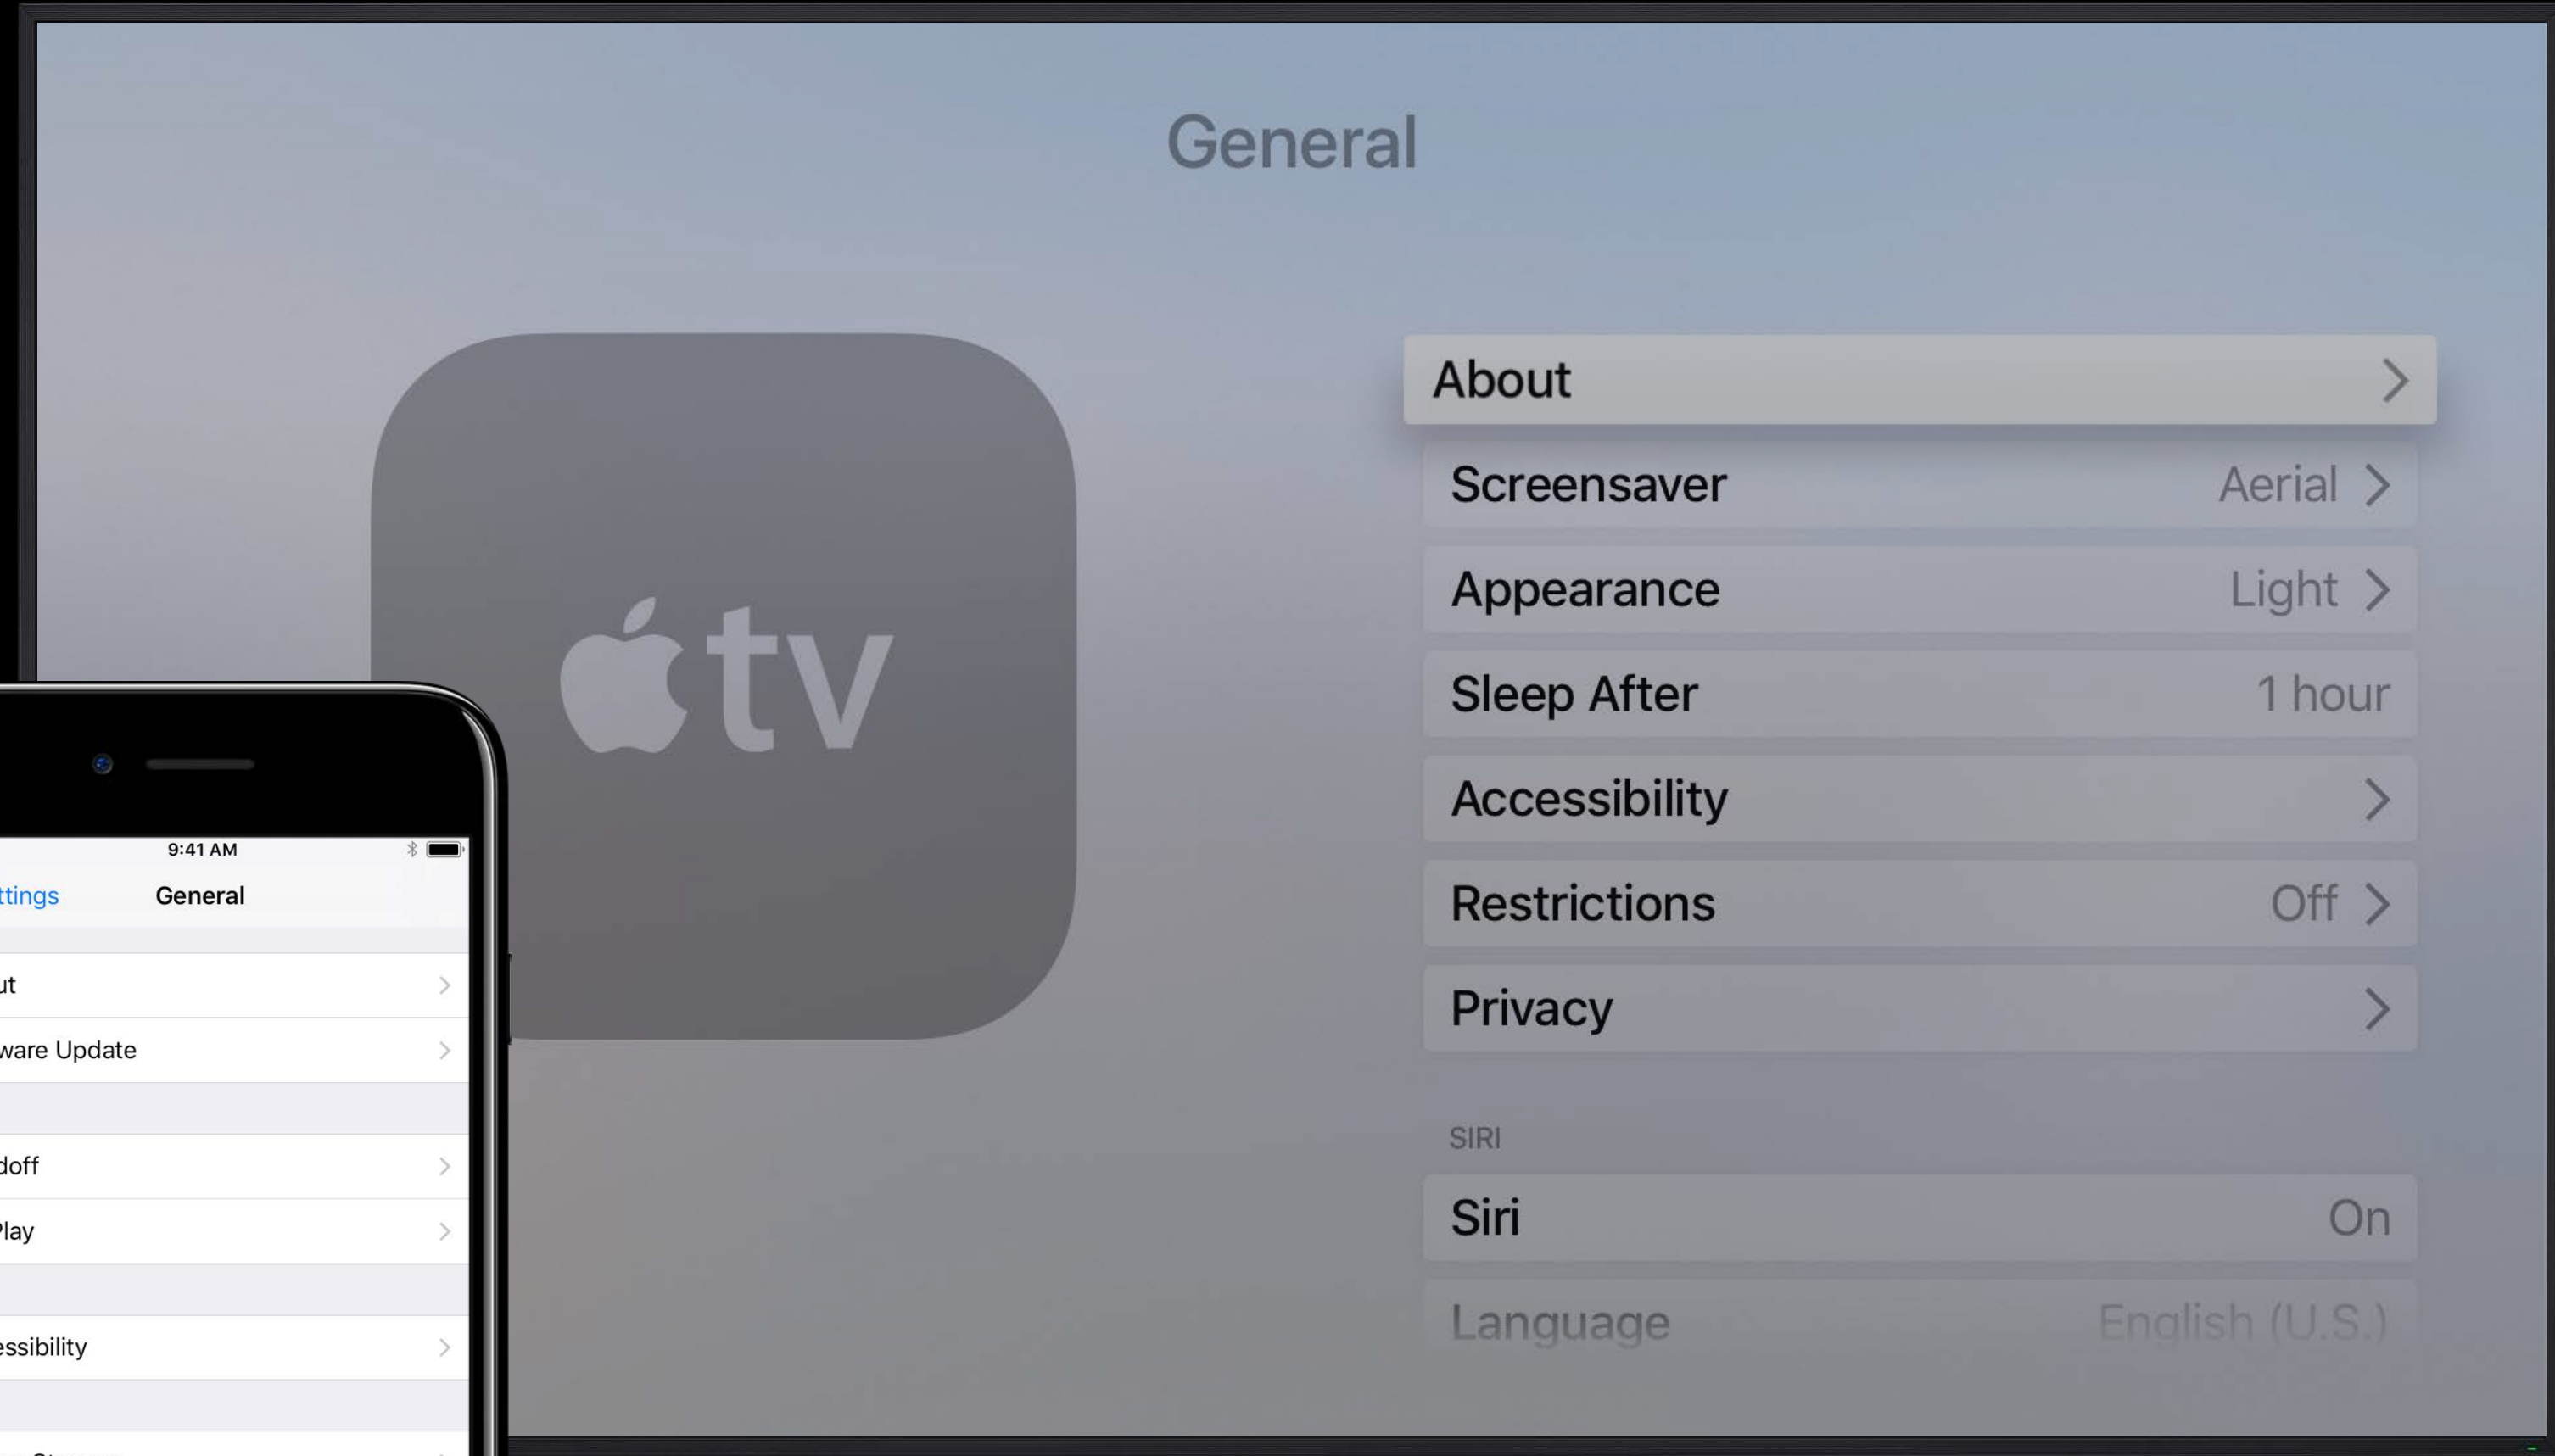 General
About
Screensaver Aerial
Appearance Light
Sleep After 1 hour
Accessibility
Restrictions Off
Privacy
SIRI
Siri On
Language English (U.S.)
tv
9:41 AM
ttings General
ut
ware Update
doff
Play
essibility